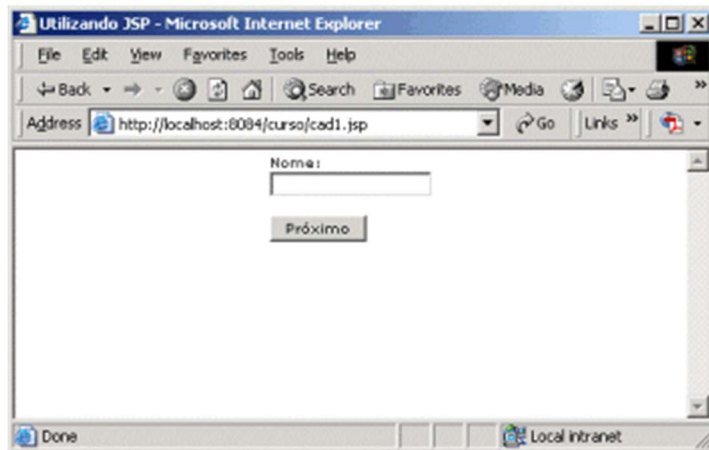 Utilizando JSP - Microsoft Internet Explorer
File Edit View Favorites Tools Help
Back Search Favorites Media »
Address http://localhost:8084/curso/cad1.jsp Go Links »
Nome:
Próximo
Done Local intranet